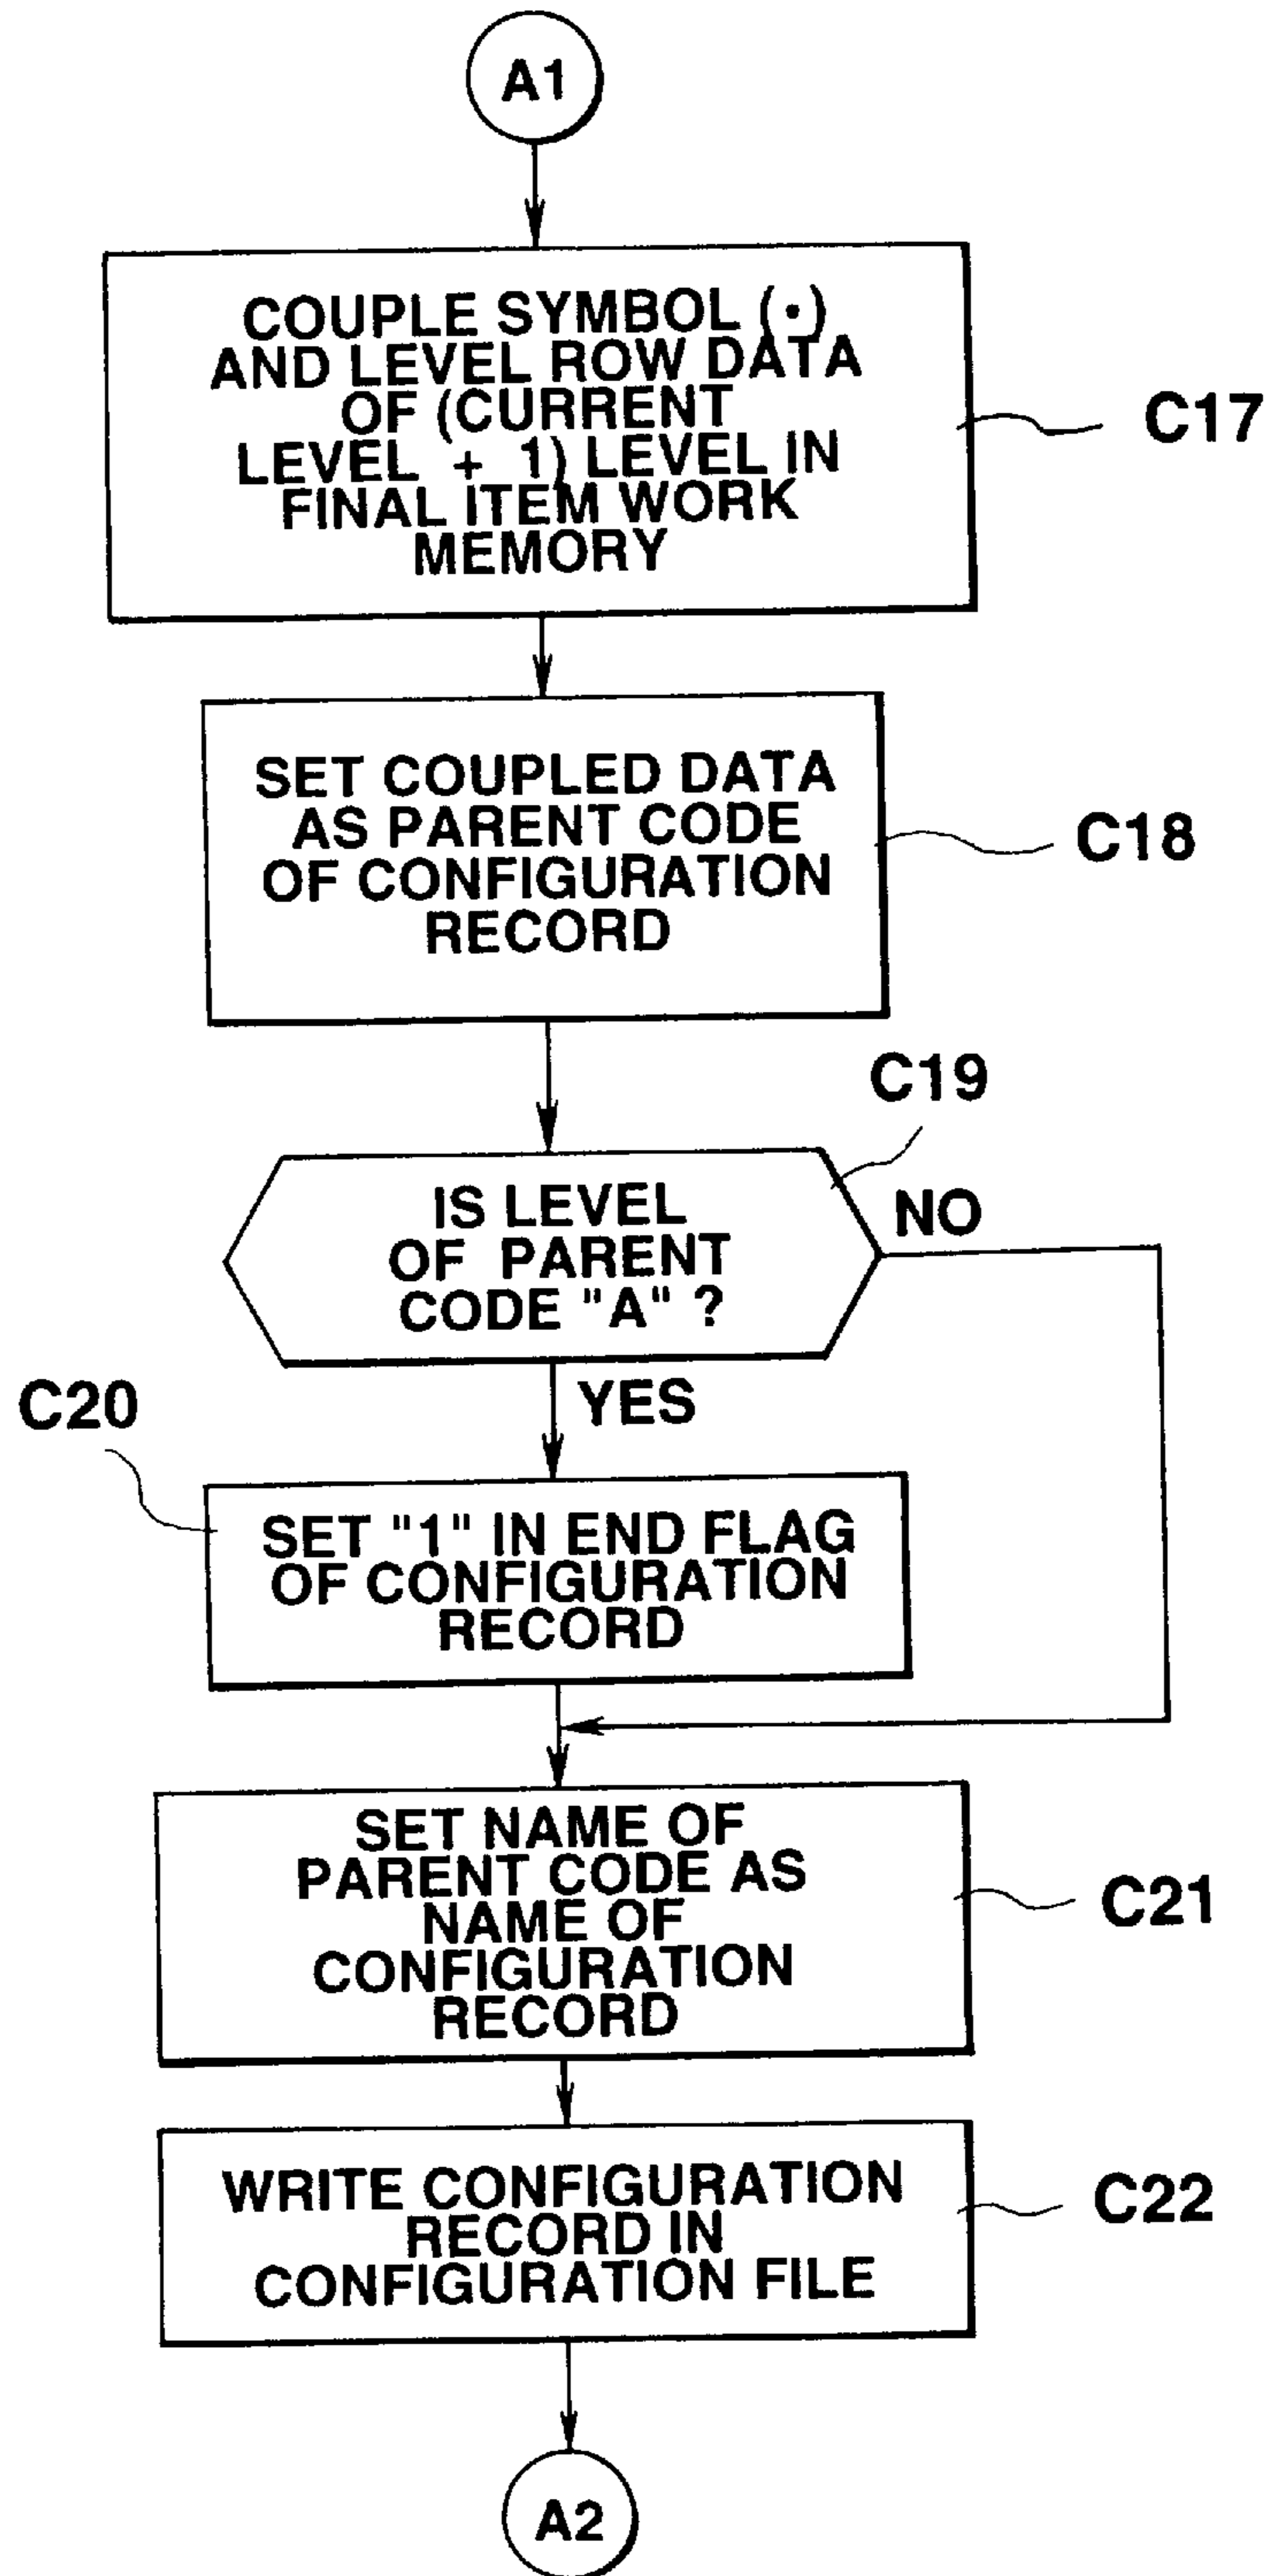 A1
COUPLE SYMBOL (·)
AND LEVEL ROW DATA
OF (CURRENT
LEVEL + 1) LEVEL IN
FINAL ITEM WORK
MEMORY
C17
SET COUPLED DATA
AS PARENT CODE
OF CONFIGURATION
RECORD
C18
C19
IS LEVEL
OF PARENT
CODE "A" ?
NO
YES
C20
SET "1" IN END FLAG
OF CONFIGURATION
RECORD
SET NAME OF
PARENT CODE AS
NAME OF
CONFIGURATION
RECORD
C21
WRITE CONFIGURATION
RECORD IN
CONFIGURATION FILE
C22
A2